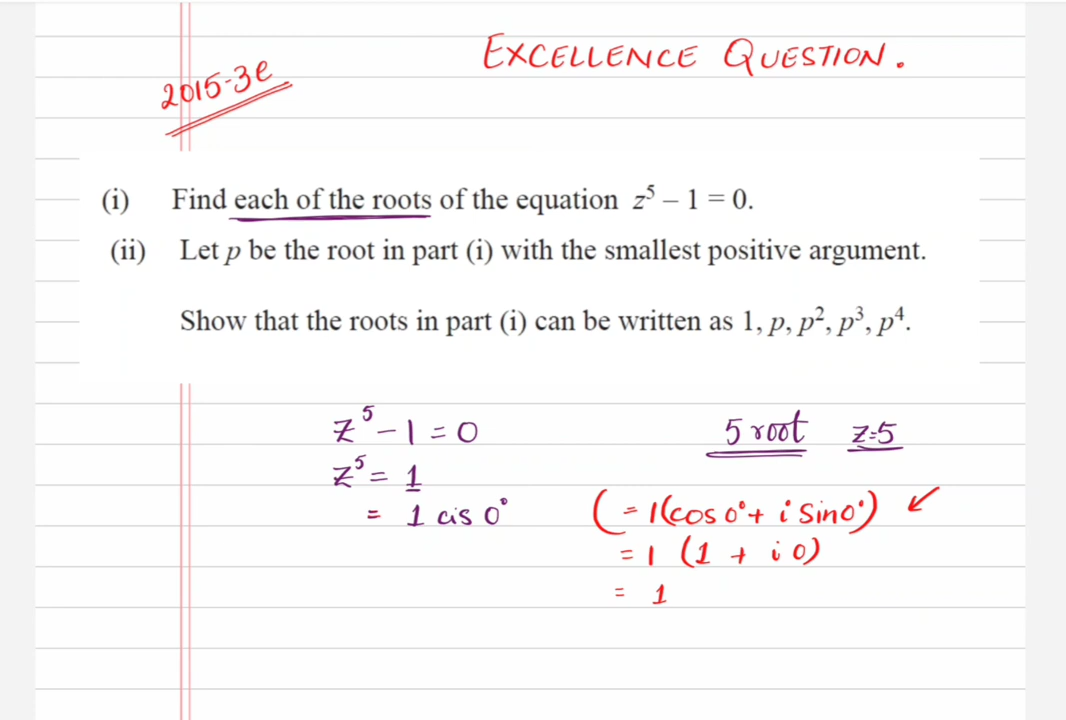 EXCELLENCE QUESTION.
2015-3e
(i) Find each of the roots of the equation z⁵ – 1 = 0.
(ii) Let p be the root in part (i) with the smallest positive argument.
Show that the roots in part (i) can be written as 1, p, p², p³, p⁴.
z⁵ - 1 = 0
5 root z=5
z⁵ = 1
= 1 cis 0°
( = 1(cos 0° + i sin 0°)
= 1 (1 + i 0)
= 1